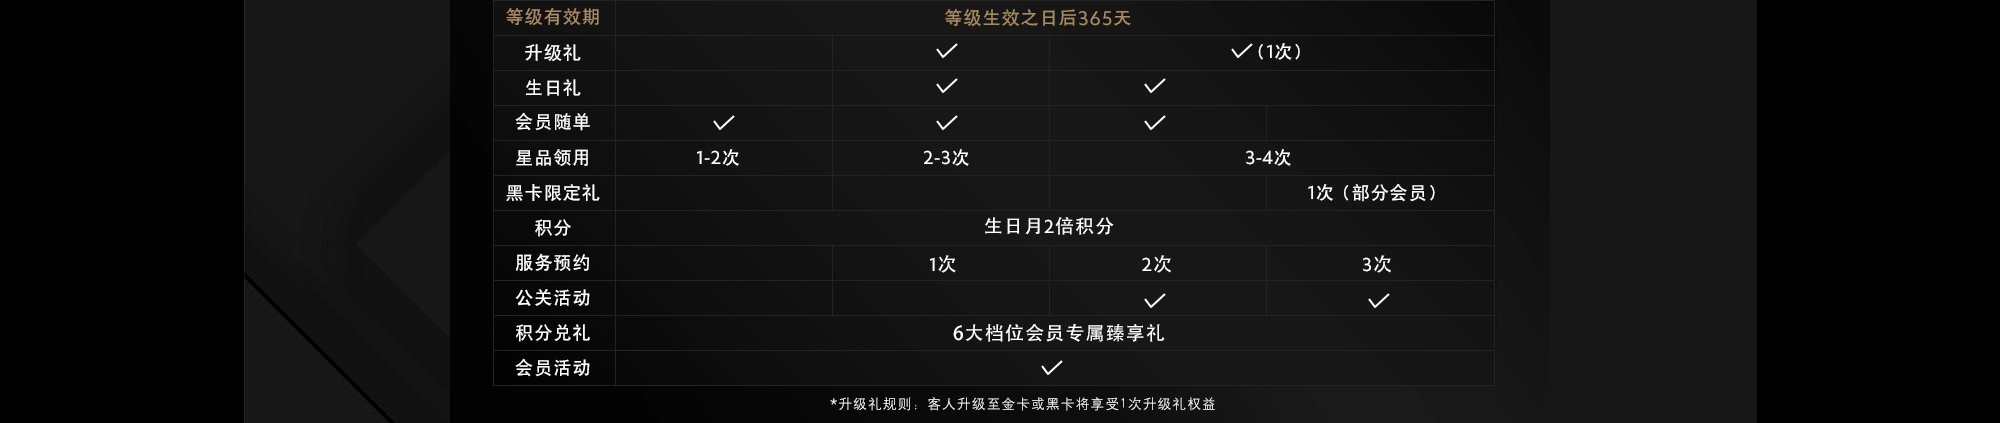 等级有效期 等级生效之日后365天
升级礼 ✓ ✓(1次)
生日礼 ✓ ✓
会员随单 ✓ ✓ ✓
星品领用 1-2次 2-3次 3-4次
黑卡限定礼 1次（部分会员）
积分 生日月2倍积分
服务预约 1次 2次 3次
公关活动 ✓ ✓
积分兑礼 6大档位会员专属臻享礼
会员活动 ✓
*升级礼规则：客人升级至金卡或黑卡将享受1次升级礼权益